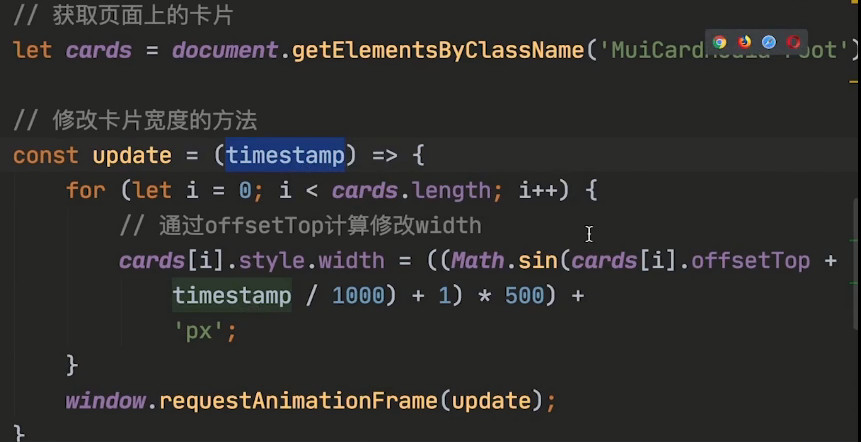 // 获取页面上的卡片
let cards = document.getElementsByClassName('MuiCardMedia-root')
// 修改卡片宽度的方法
const update = (timestamp) => {
for (let i = 0; i < cards.length; i++) {
// 通过offsetTop计算修改width
cards[i].style.width = ((Math.sin(cards[i].offsetTop +
timestamp / 1000) + 1) * 500) +
'px';
}
window.requestAnimationFrame(update);
}